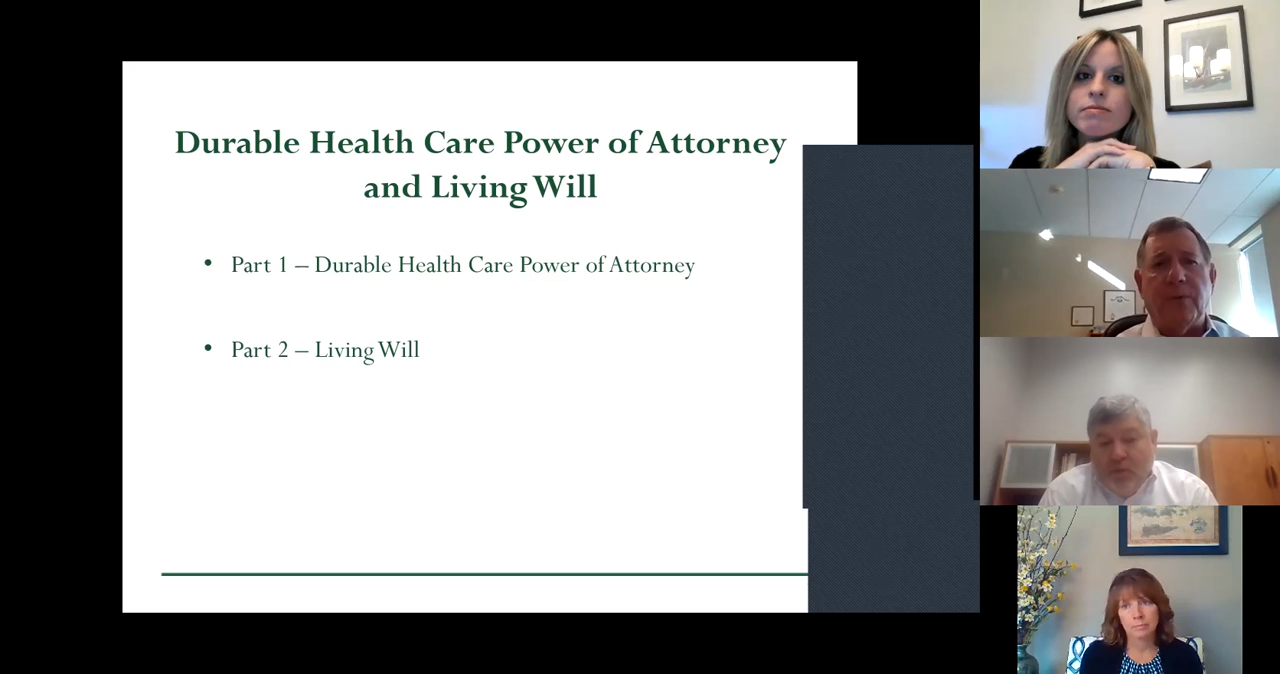 Durable Health Care Power of Attorney
and Living Will
• Part 1 – Durable Health Care Power of Attorney
• Part 2 – Living Will